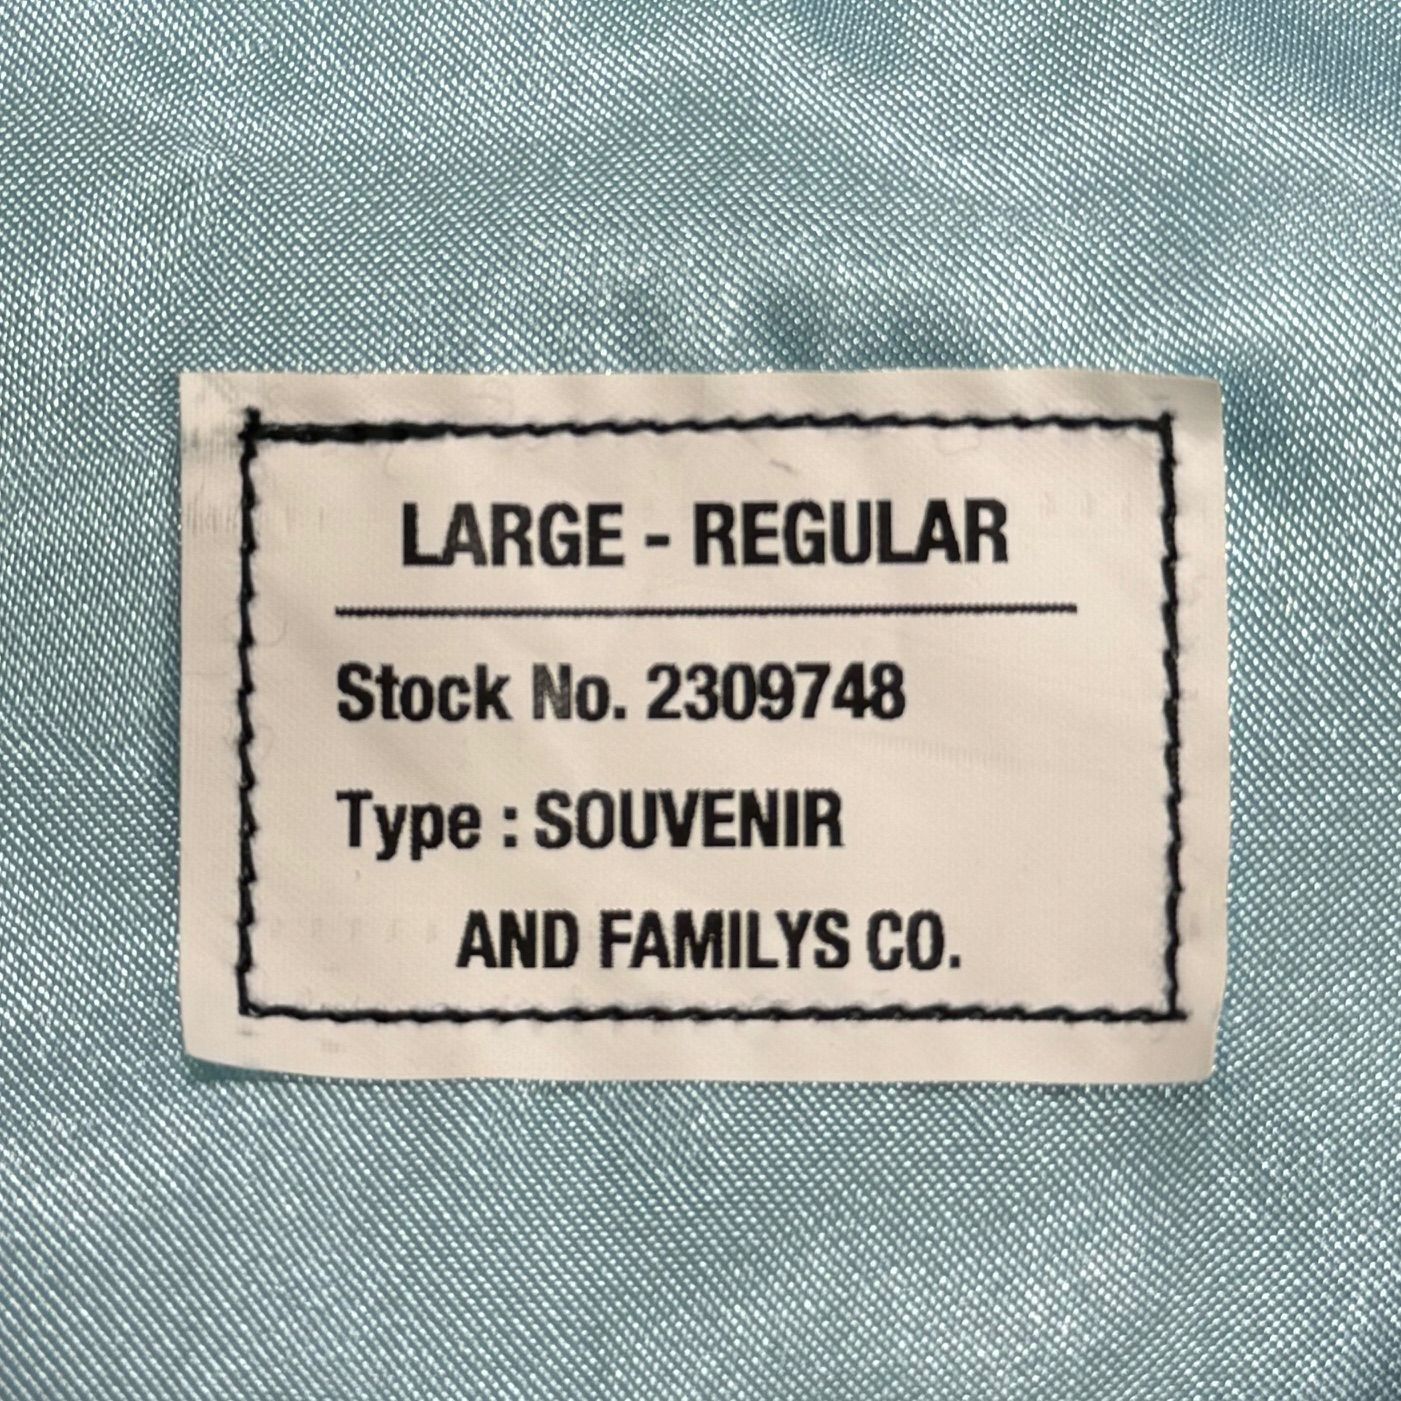 LARGE - REGULAR
Stock No. 2309748
Type : SOUVENIR
AND FAMILYS CO.